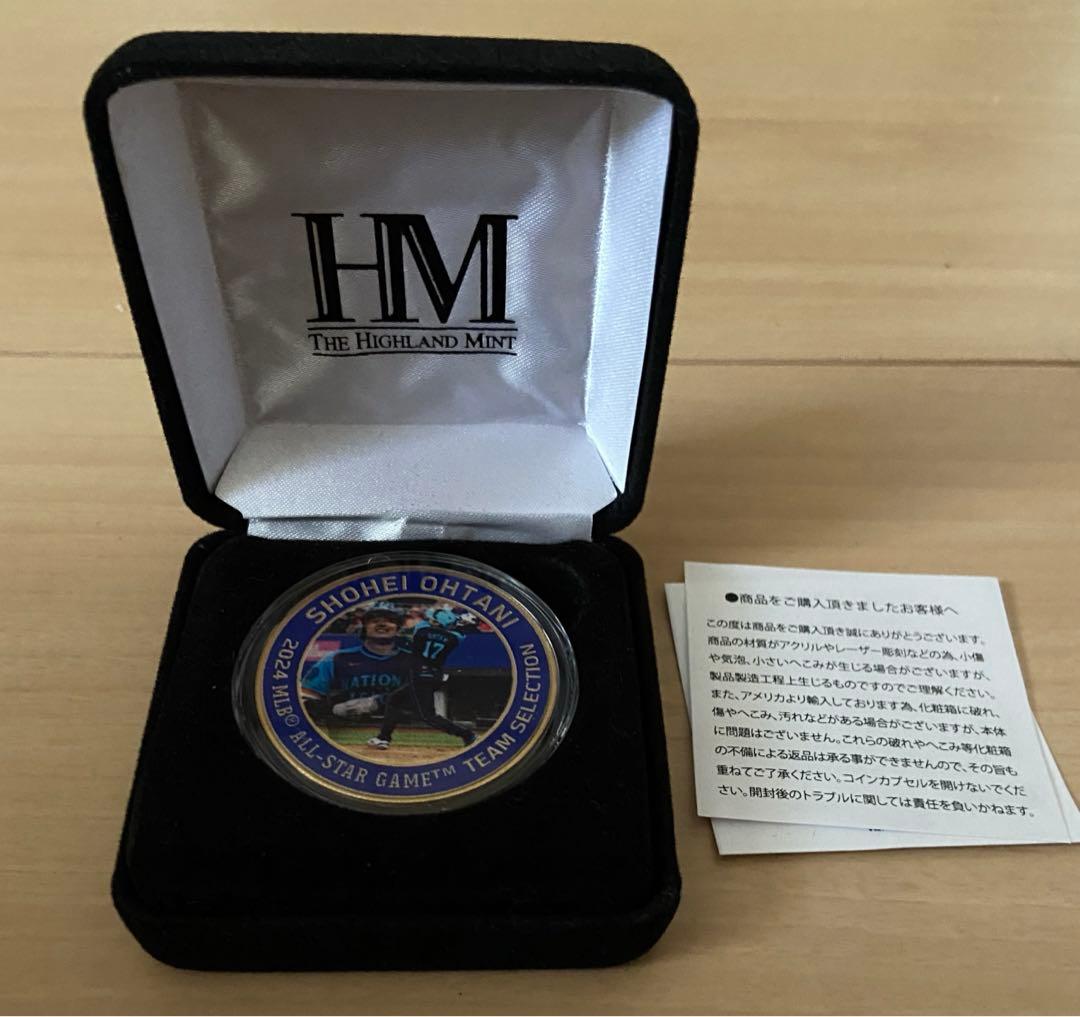 HM
THE HIGHLAND MINT
SHOHEI OHTANI
17
NATION
2024 MLB® ALL-STAR GAME™ TEAM SELECTION
●商品をご購入頂きましたお客様へ
この度は商品をご購入頂き誠にありがとうございます。
商品の材質がアクリルやレーザー彫刻などの為、小傷
や気泡、小さいへこみが生じる場合がございますが、
製品製造工程上生じるものですのでご理解ください。
また、アメリカより輸入しております為、化粧箱に破れ、
傷やへこみ、汚れなどがある場合がございますが、本体
に問題はございません。これらの破れやへこみ等化粧箱
の不備による返品は承る事ができませんので、その旨も
重ねてご了承ください。コインカプセルを開けないでくだ
さい。開封後のトラブルに関しては責任を負いかねます。